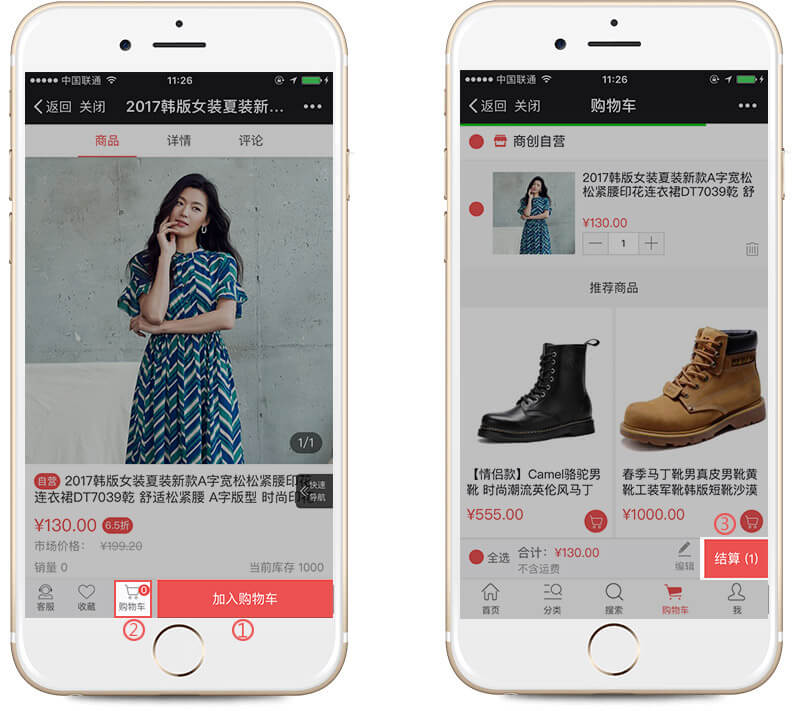 中国联通 11:26
返回 关闭 2017韩版女装夏装新款...
商品 详情 评论
1/1
自营 2017韩版女装夏装新款A字宽松松紧腰印花
连衣裙DT7039乾 舒适松紧腰 A字版型 时尚印
快速
导航
¥130.00 6.5折
市场价格: ¥199.20
销量 0 当前库存 1000
客服 收藏 购物车 0 加入购物车
② ①
中国联通 11:26
返回 关闭 购物车
商创自营
2017韩版女装夏装新款A字宽松
松紧腰印花连衣裙DT7039乾 舒
¥130.00
1
推荐商品
【情侣款】Camel骆驼男
靴 时尚潮流英伦风马丁
¥555.00
春季马丁靴男真皮男靴黄
靴工装军靴韩版短靴沙漠
¥1000.00
③
全选 合计: ¥130.00
不含运费
编辑
结算 (1)
首页 分类 搜索 购物车 我